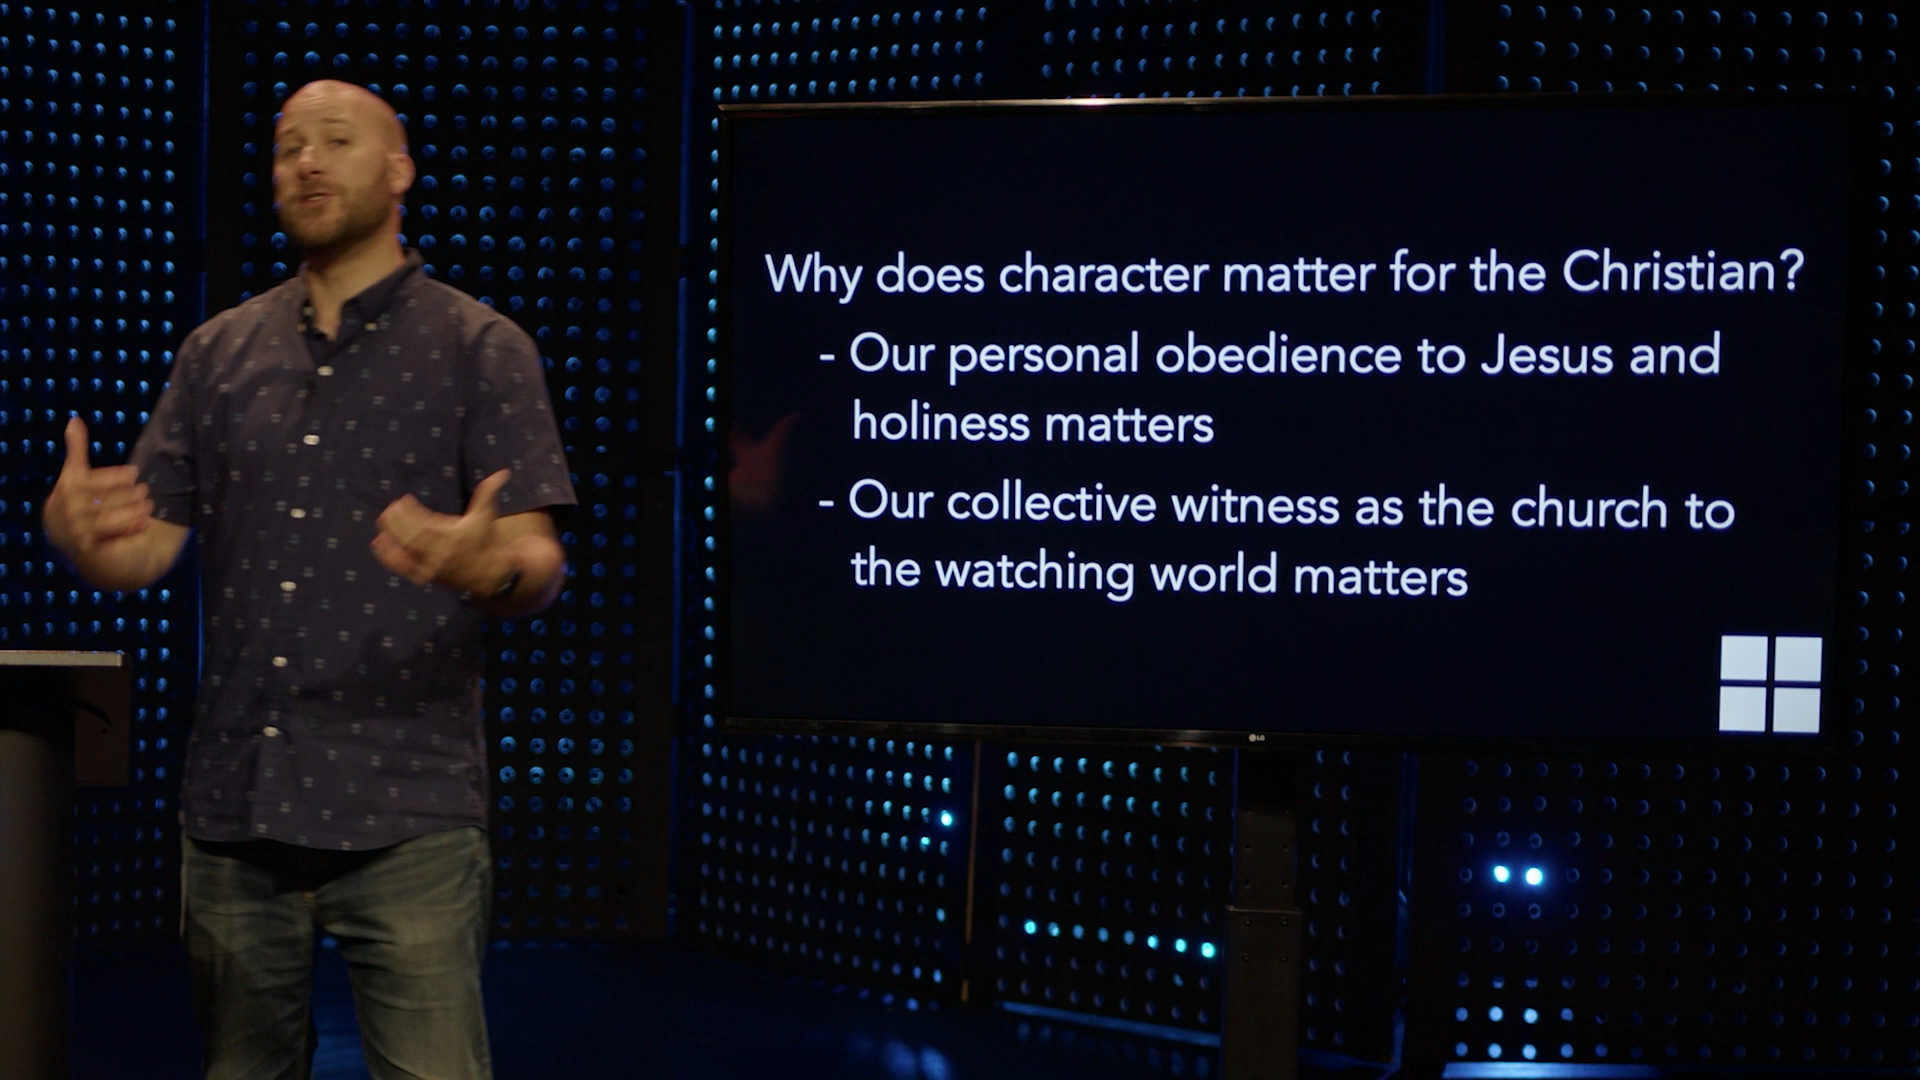 Why does character matter for the Christian?
- Our personal obedience to Jesus and
holiness matters
- Our collective witness as the church to
the watching world matters
LG